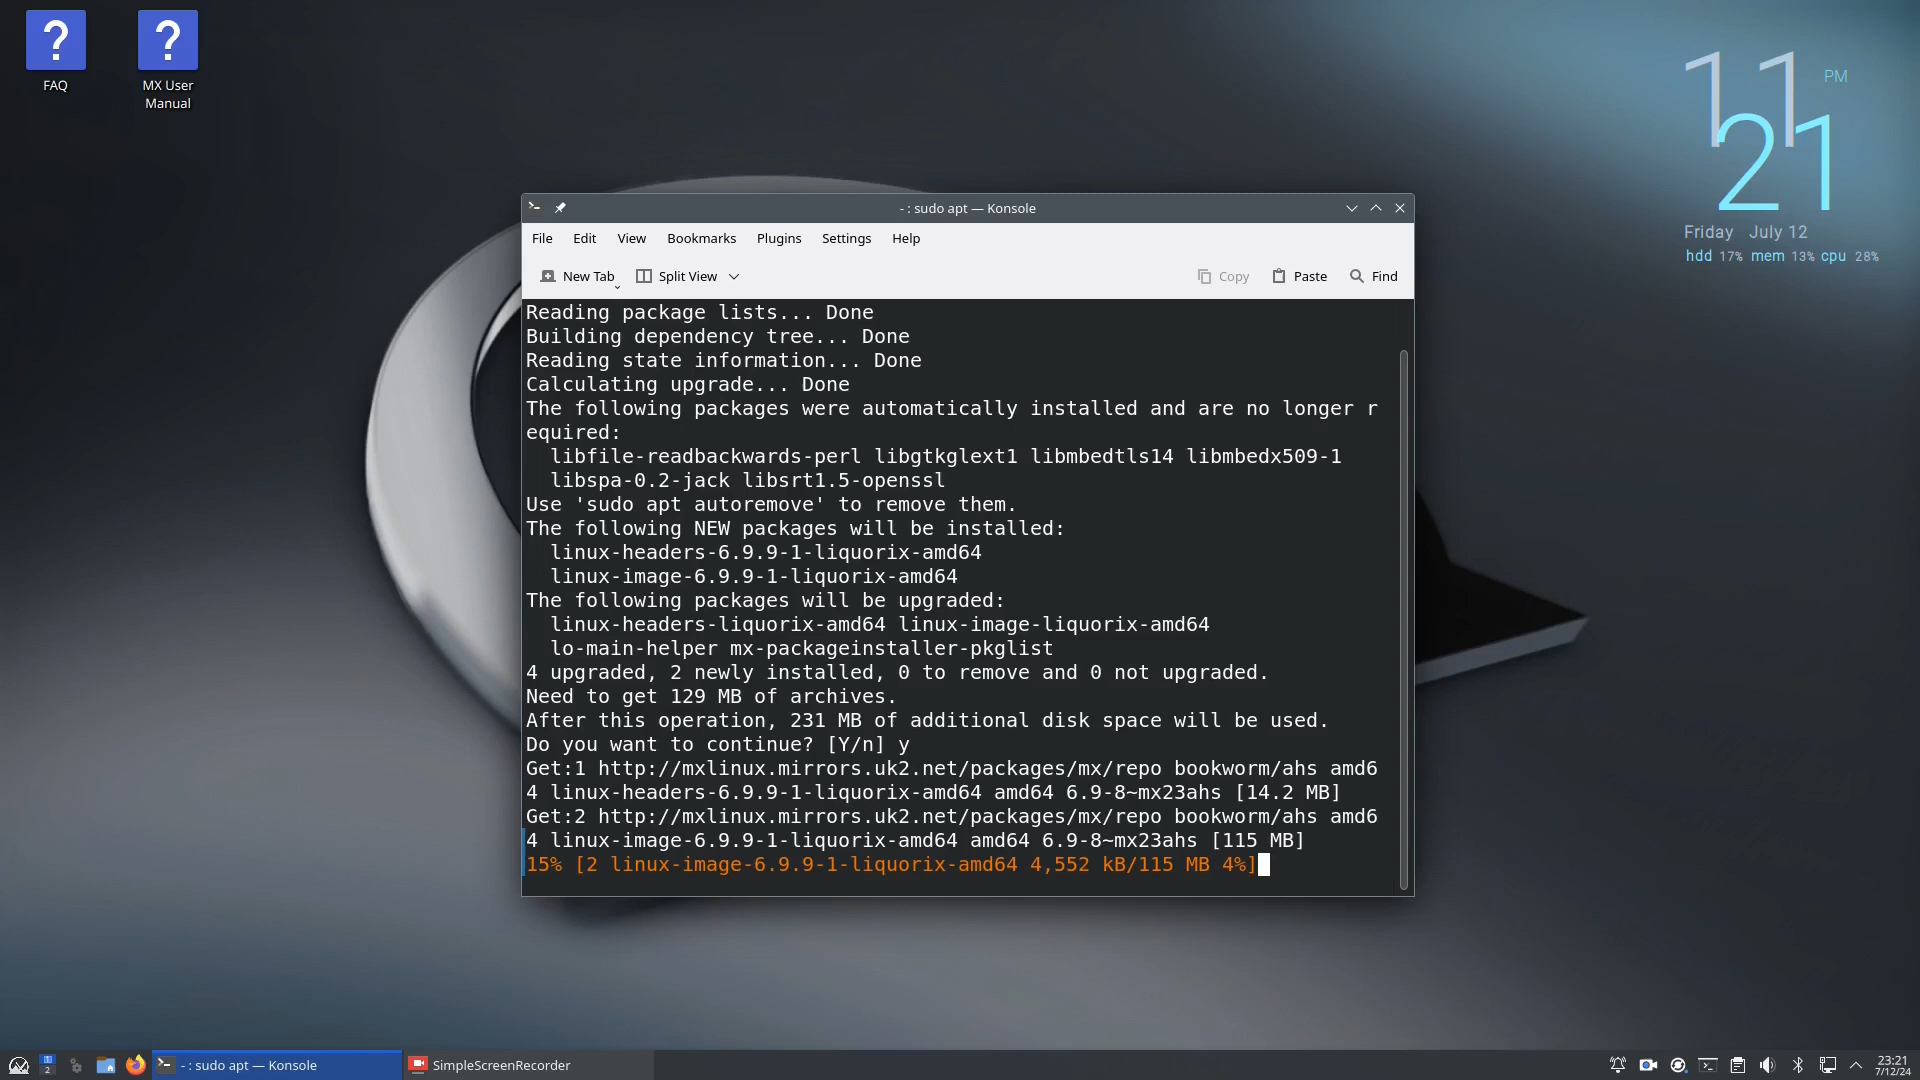 FAQ
MX User
Manual
11 PM
21
Friday July 12
hdd 17% mem 13% cpu 28%
- : sudo apt — Konsole
File Edit View Bookmarks Plugins Settings Help
New Tab Split View Copy Paste Find
Reading package lists... Done
Building dependency tree... Done
Reading state information... Done
Calculating upgrade... Done
The following packages were automatically installed and are no longer r
equired:
libfile-readbackwards-perl libgtkglext1 libmbedtls14 libmbedx509-1
libspa-0.2-jack libsrt1.5-openssl
Use 'sudo apt autoremove' to remove them.
The following NEW packages will be installed:
linux-headers-6.9.9-1-liquorix-amd64
linux-image-6.9.9-1-liquorix-amd64
The following packages will be upgraded:
linux-headers-liquorix-amd64 linux-image-liquorix-amd64
lo-main-helper mx-packageinstaller-pkglist
4 upgraded, 2 newly installed, 0 to remove and 0 not upgraded.
Need to get 129 MB of archives.
After this operation, 231 MB of additional disk space will be used.
Do you want to continue? [Y/n] y
Get:1 http://mxlinux.mirrors.uk2.net/packages/mx/repo bookworm/ahs amd6
4 linux-headers-6.9.9-1-liquorix-amd64 amd64 6.9-8~mx23ahs [14.2 MB]
Get:2 http://mxlinux.mirrors.uk2.net/packages/mx/repo bookworm/ahs amd6
4 linux-image-6.9.9-1-liquorix-amd64 amd64 6.9-8~mx23ahs [115 MB]
15% [2 linux-image-6.9.9-1-liquorix-amd64 4,552 kB/115 MB 4%]
1
2
- : sudo apt — Konsole
SimpleScreenRecorder
23:21
7/12/24